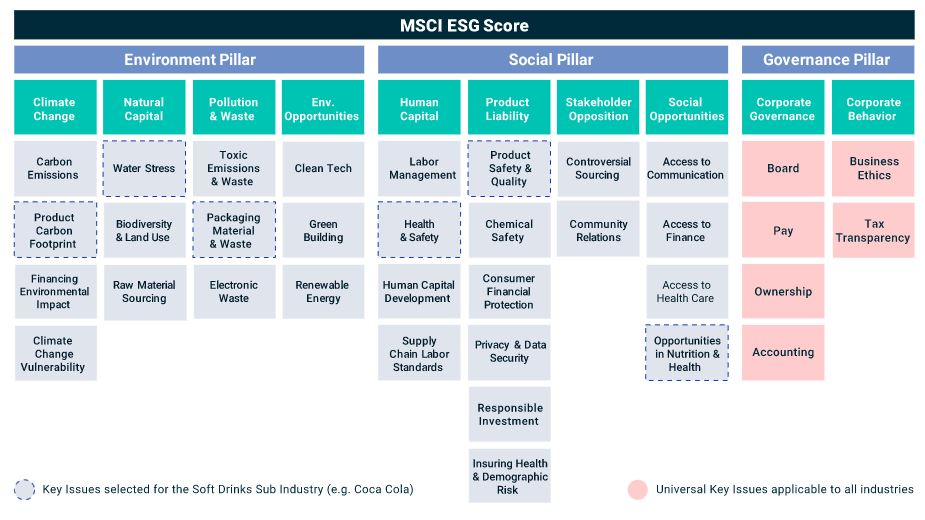 MSCI ESG Score
Environment Pillar
Social Pillar
Governance Pillar
Climate
Change
Natural
Capital
Pollution
& Waste
Env.
Opportunities
Human
Capital
Product
Liability
Stakeholder
Opposition
Social
Opportunities
Corporate
Governance
Corporate
Behavior
Carbon
Emissions
Water Stress
Toxic
Emissions
& Waste
Clean Tech
Labor
Management
Product
Safety &
Quality
Controversial
Sourcing
Access to
Communication
Board
Business
Ethics
Product
Carbon
Footprint
Biodiversity
& Land Use
Packaging
Material
& Waste
Green
Building
Health
& Safety
Chemical
Safety
Community
Relations
Access to
Finance
Pay
Tax
Transparency
Financing
Environmental
Impact
Raw Material
Sourcing
Electronic
Waste
Renewable
Energy
Human Capital
Development
Consumer
Financial
Protection
Access to
Health Care
Ownership
Climate
Change
Vulnerability
Supply
Chain Labor
Standards
Privacy & Data
Security
Opportunities
in Nutrition &
Health
Accounting
Responsible
Investment
Insuring Health
& Demographic
Risk
Key Issues selected for the Soft Drinks Sub Industry (e.g. Coca Cola)
Universal Key Issues applicable to all industries